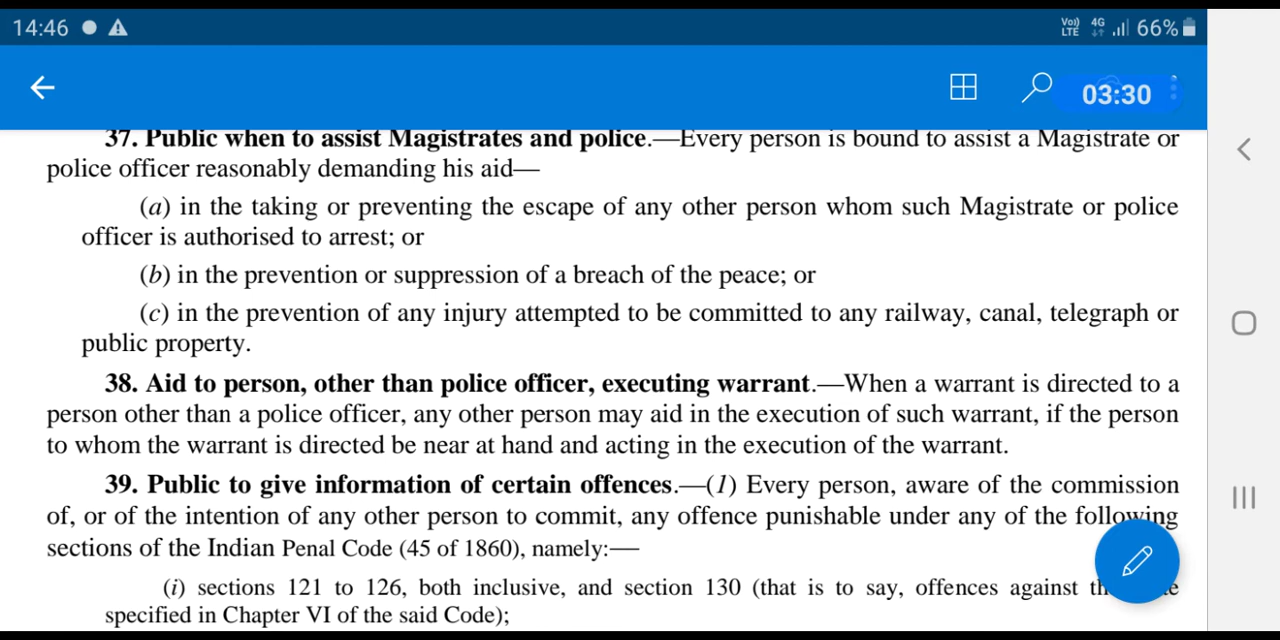 14:46
Vo)) LTE 4G 66%
03:30
37. Public when to assist Magistrates and police.—Every person is bound to assist a Magistrate or
police officer reasonably demanding his aid—
(a) in the taking or preventing the escape of any other person whom such Magistrate or police
officer is authorised to arrest; or
(b) in the prevention or suppression of a breach of the peace; or
(c) in the prevention of any injury attempted to be committed to any railway, canal, telegraph or
public property.
38. Aid to person, other than police officer, executing warrant.—When a warrant is directed to a
person other than a police officer, any other person may aid in the execution of such warrant, if the person
to whom the warrant is directed be near at hand and acting in the execution of the warrant.
39. Public to give information of certain offences.—(1) Every person, aware of the commission
of, or of the intention of any other person to commit, any offence punishable under any of the following
sections of the Indian Penal Code (45 of 1860), namely:—
(i) sections 121 to 126, both inclusive, and section 130 (that is to say, offences against
specified in Chapter VI of the said Code);